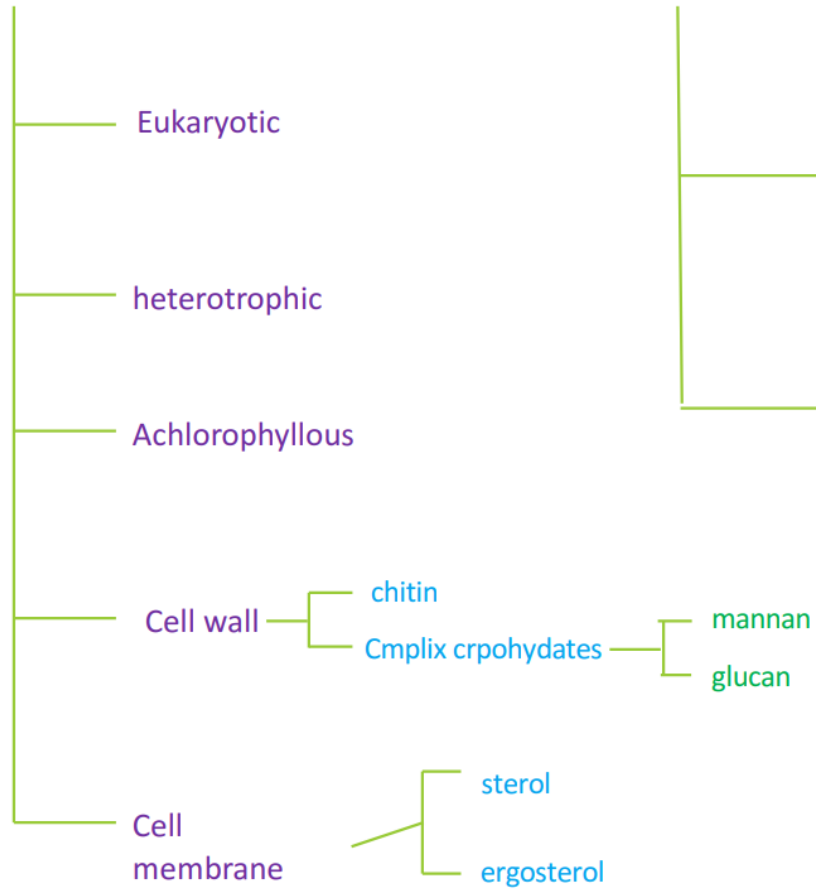 Eukaryotic
heterotrophic
Achlorophyllous
chitin
Cell wall
mannan
Cmplix crpohydates
glucan
sterol
Cell
membrane
ergosterol